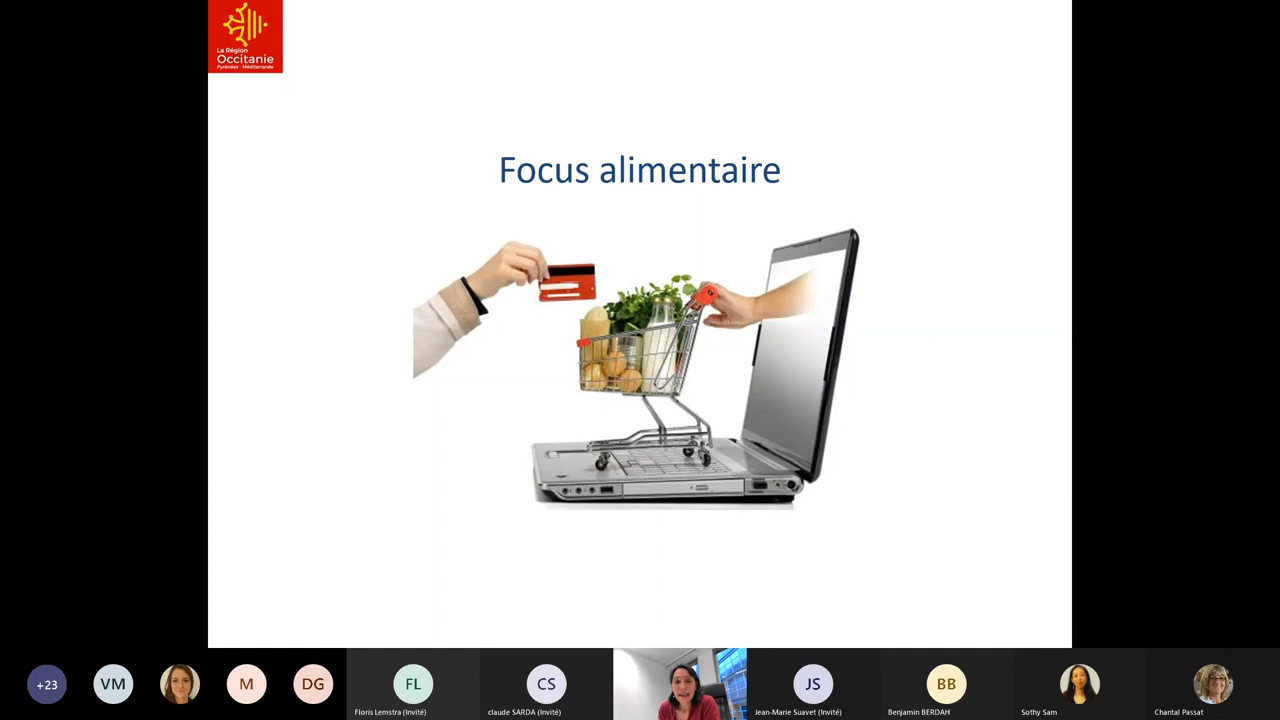 La Région
Occitanie
Pyrénées - Méditerranée
Focus alimentaire
+23
VM
M
DG
FL
CS
JS
BB
Floris Lemstra (Invité)
claude SARDA (Invité)
Jean-Marie Suavet (Invité)
Benjamin BERDAH
Sothy Sam
Chantal Passat